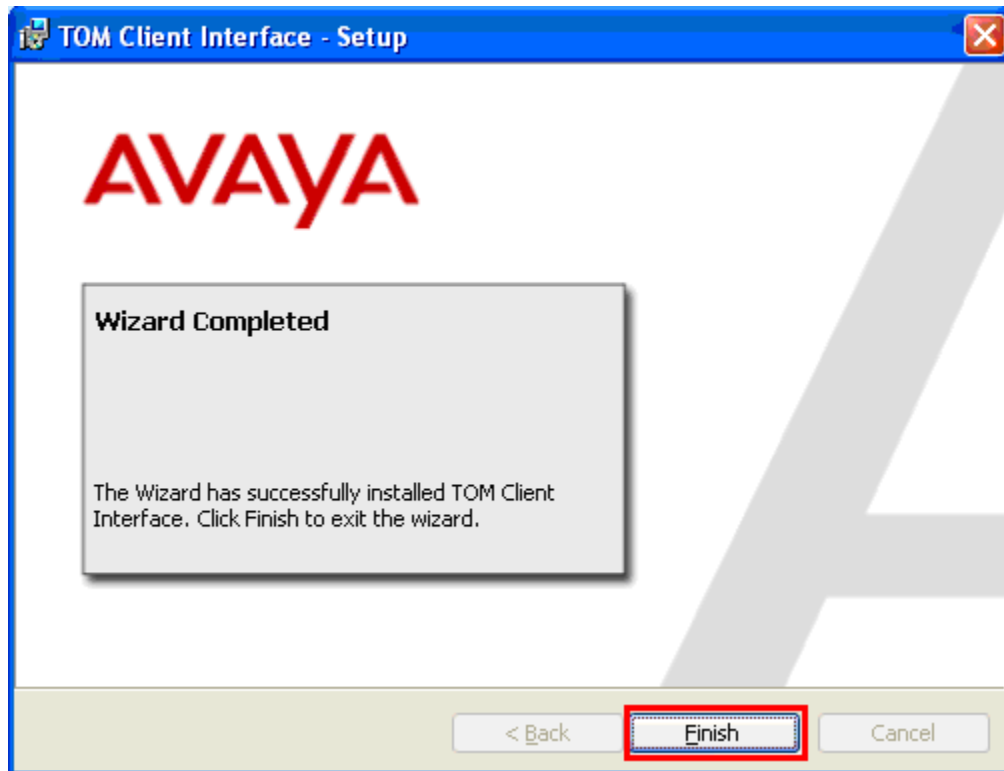 TOM Client Interface - Setup
AVAYA
Wizard Completed
The Wizard has successfully installed TOM Client
Interface. Click Finish to exit the wizard.
< Back Finish Cancel